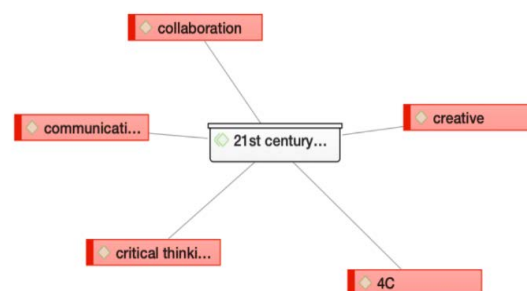 collaboration
creative
communicati...
21st century...
critical thinki...
4C